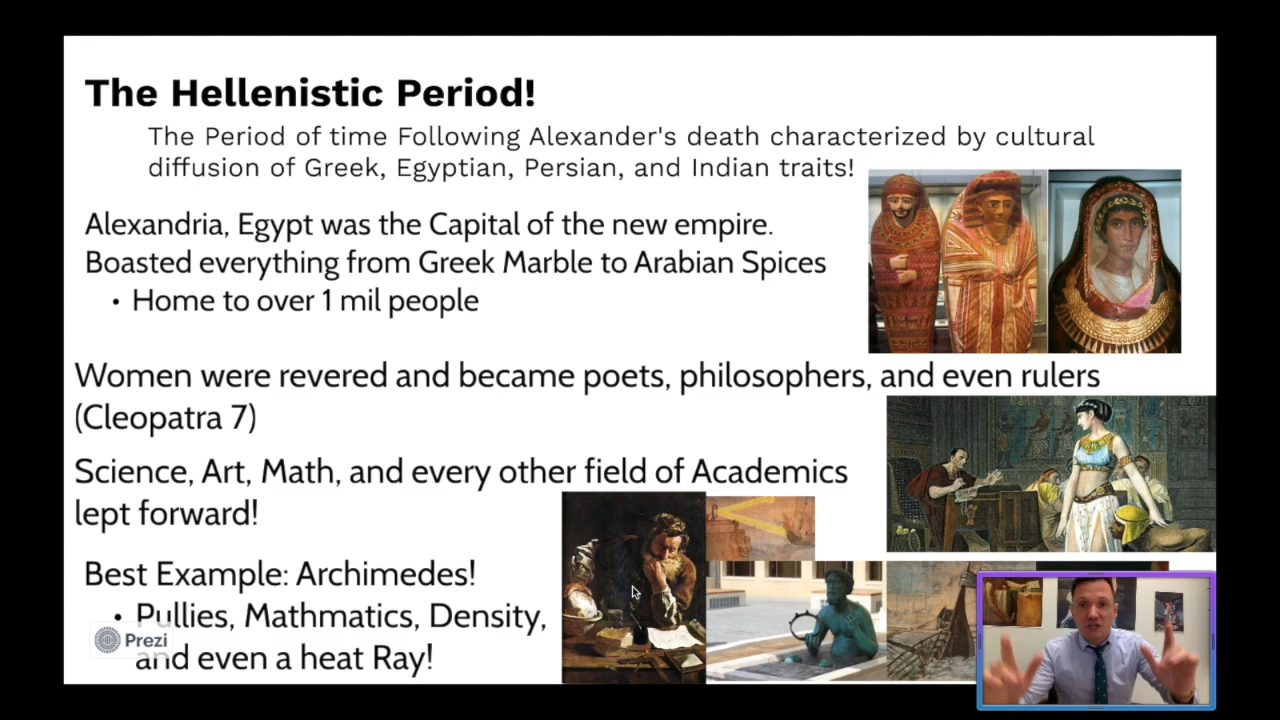 The Hellenistic Period!
The Period of time Following Alexander's death characterized by cultural
diffusion of Greek, Egyptian, Persian, and Indian traits!
Alexandria, Egypt was the Capital of the new empire.
Boasted everything from Greek Marble to Arabian Spices
• Home to over 1 mil people
Women were revered and became poets, philosophers, and even rulers
(Cleopatra 7)
Science, Art, Math, and every other field of Academics
lept forward!
Best Example: Archimedes!
• Pullies, Mathmatics, Density,
and even a heat Ray!
Prezi